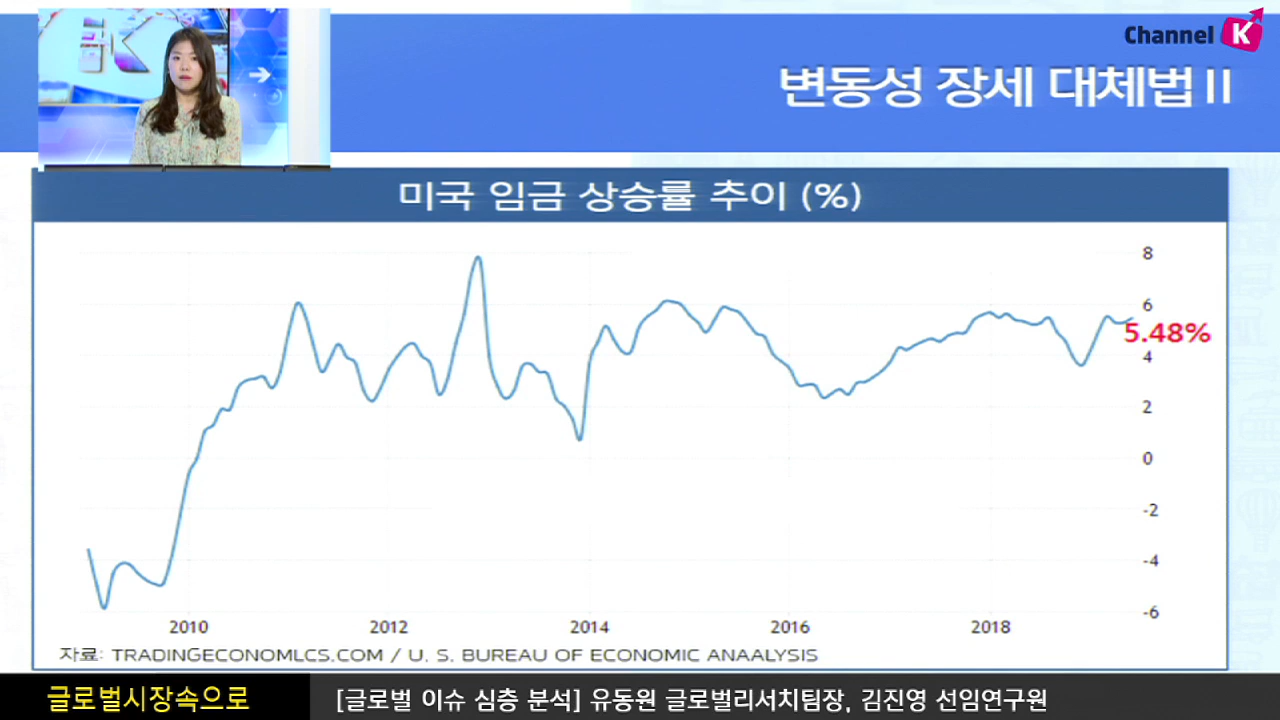 Channel K
변동성 장세 대체법 II
미국 임금 상승률 추이 (%)
8
6
5.48%
4
2
0
-2
-4
-6
2010 2012 2014 2016 2018
자료: TRADINGECONOMLCS.COM / U. S. BUREAU OF ECONOMIC ANAALYSIS
글로벌시장속으로
[글로벌 이슈 심층 분석] 유동원 글로벌리서치팀장, 김진영 선임연구원